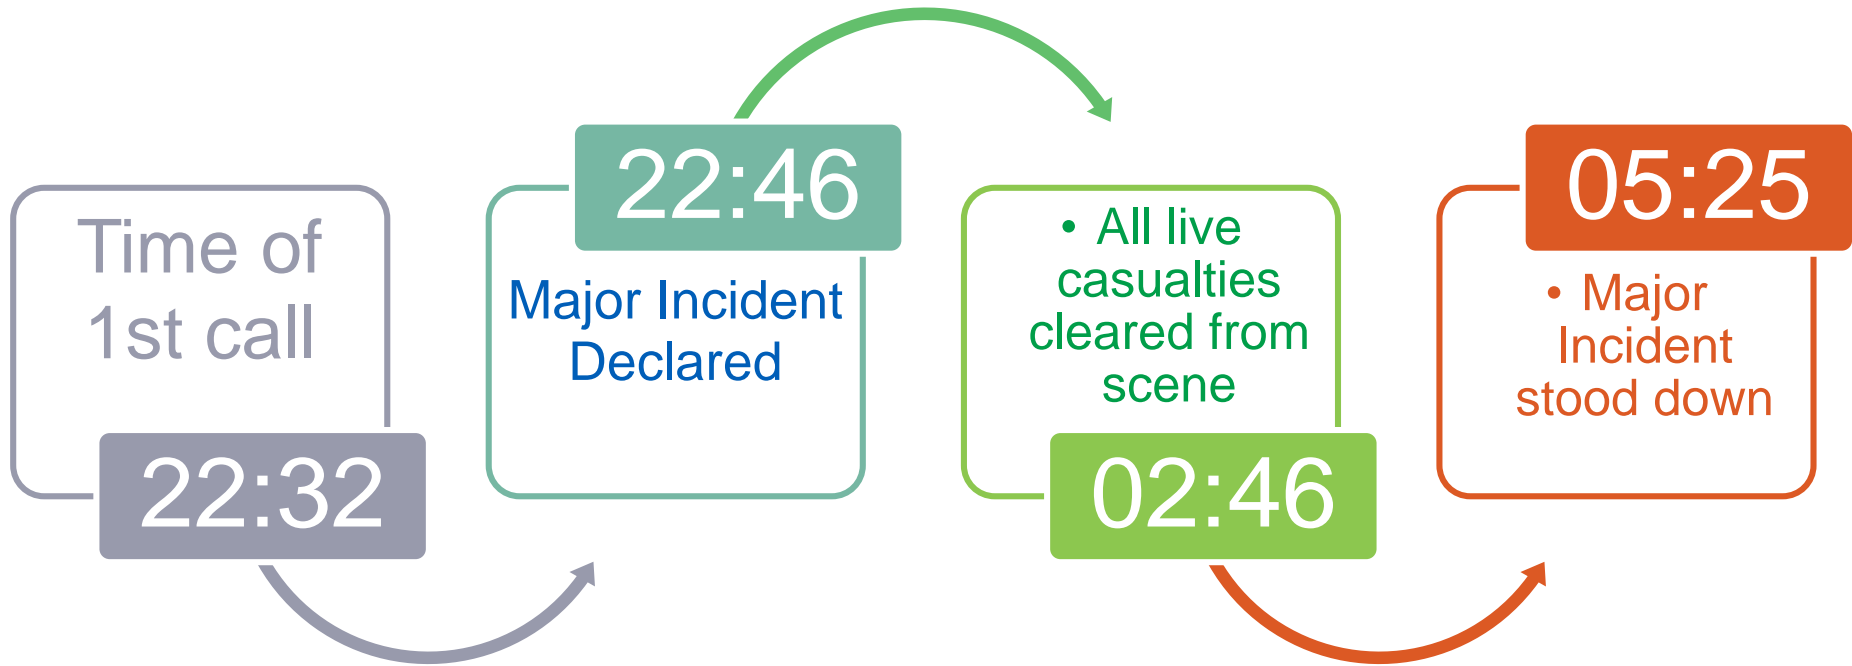 Time of
1st call
22:32
22:46
Major Incident
Declared
• All live
casualties
cleared from
scene
02:46
05:25
• Major
Incident
stood down